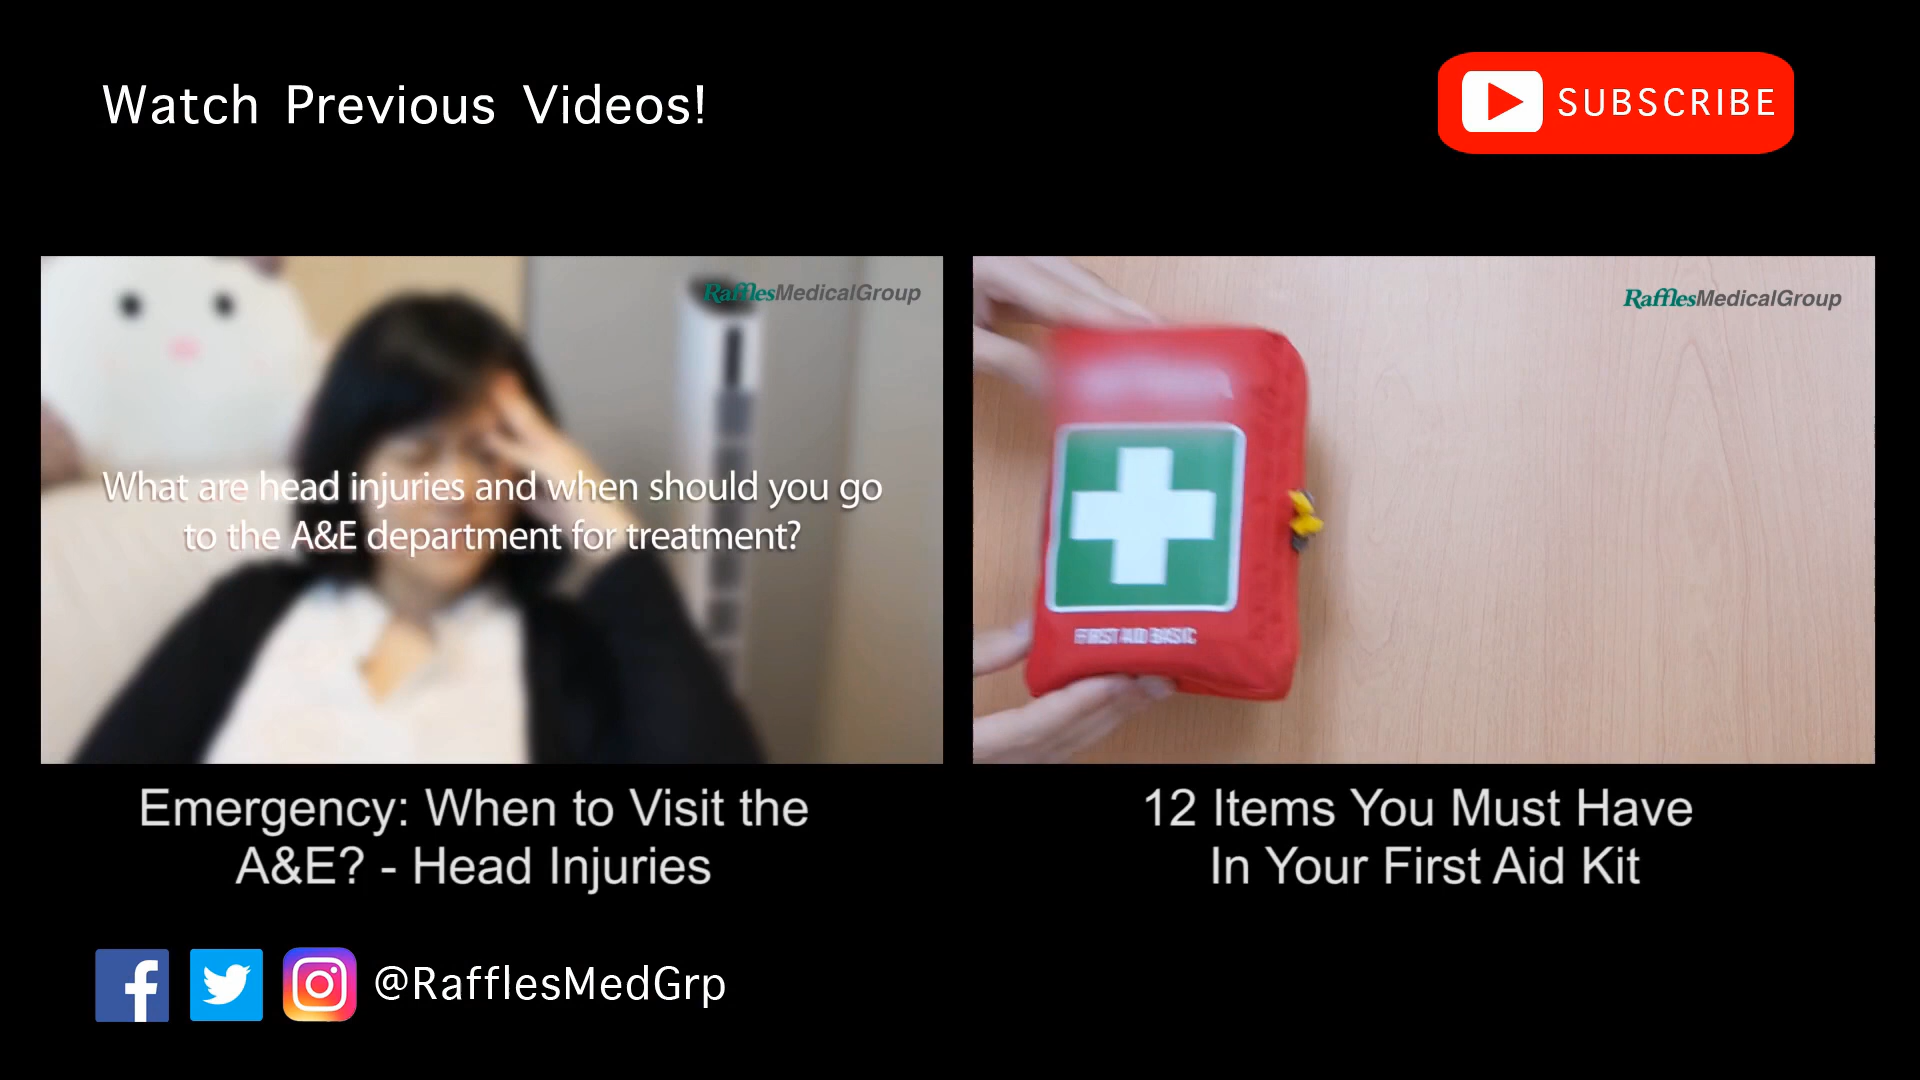 Watch Previous Videos!
SUBSCRIBE
RafflesMedicalGroup
What are head injuries and when should you go
to the A&E department for treatment?
RafflesMedicalGroup
FIRST AID BASIC
Emergency: When to Visit the
A&E? - Head Injuries
12 Items You Must Have
In Your First Aid Kit
@RafflesMedGrp